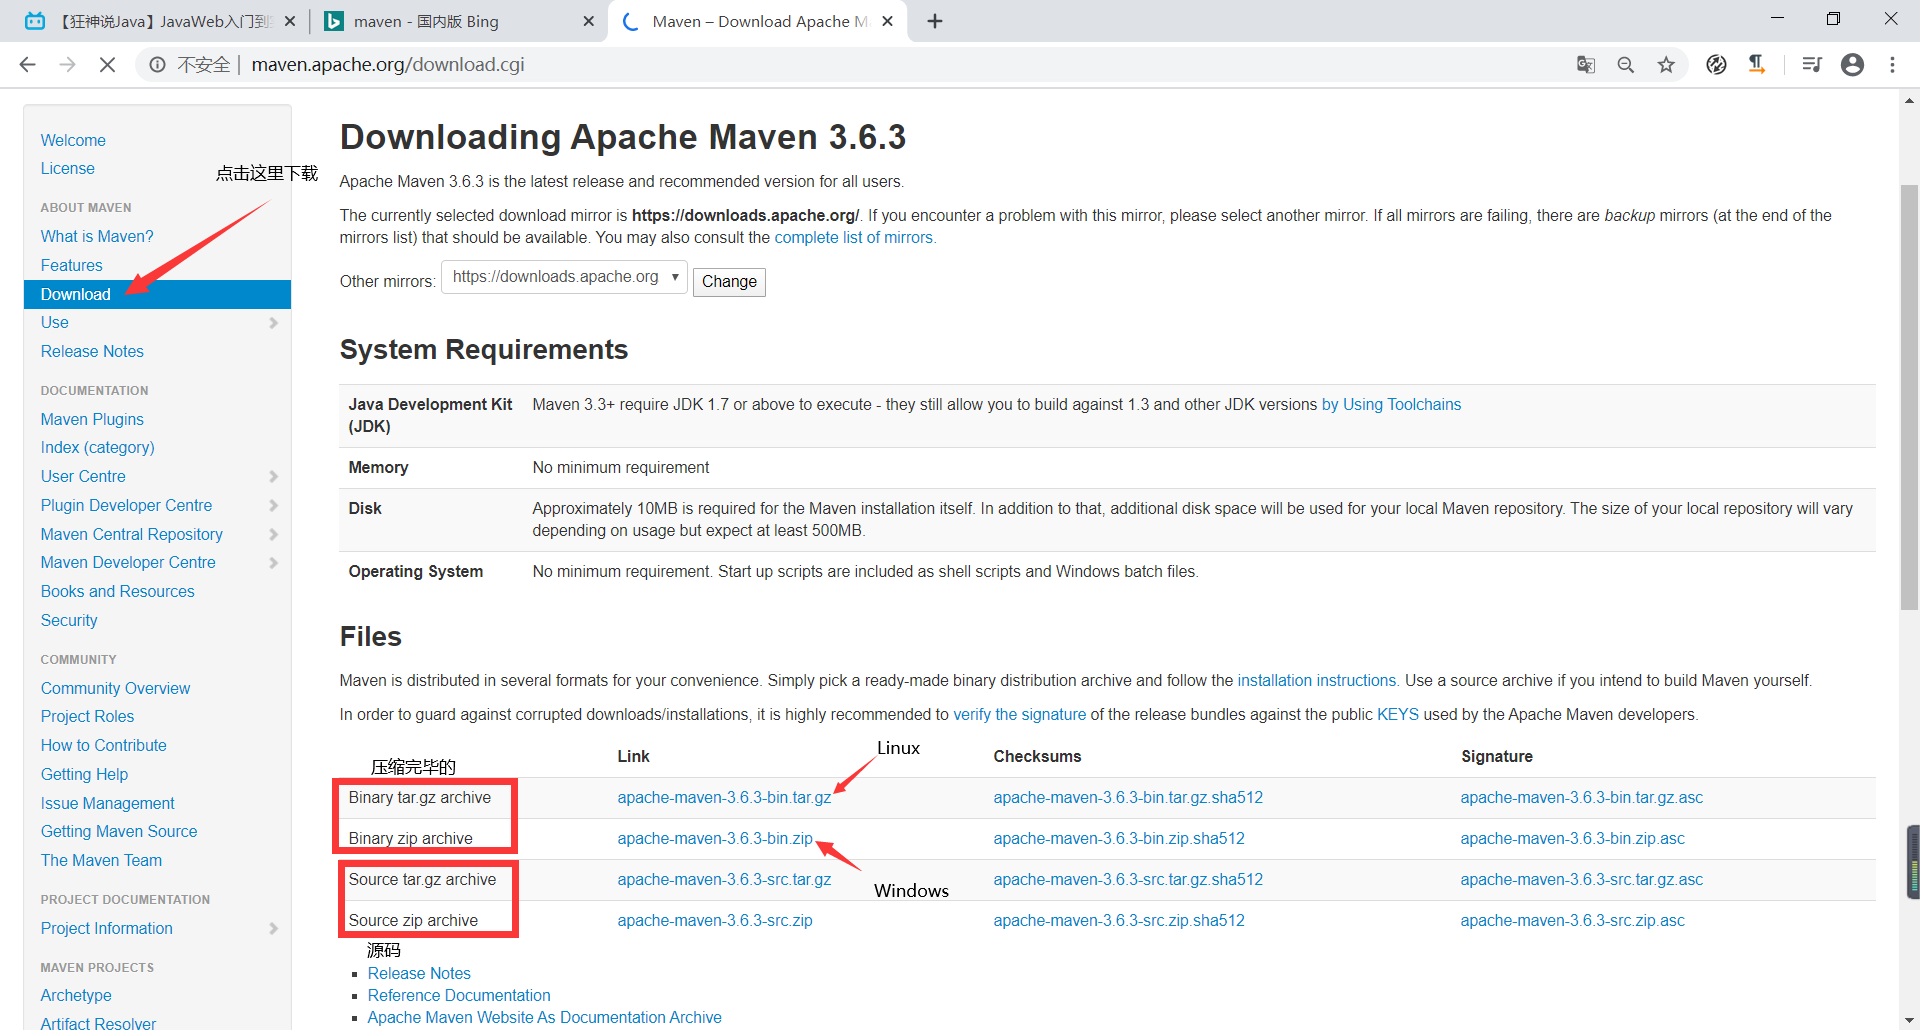 【狂神说Java】JavaWeb入门到
maven - 国内版 Bing
Maven – Download Apache M
不安全 | maven.apache.org/download.cgi
Welcome
License
点击这里下载
ABOUT MAVEN
What is Maven?
Features
Download
Use
Release Notes
DOCUMENTATION
Maven Plugins
Index (category)
User Centre
Plugin Developer Centre
Maven Central Repository
Maven Developer Centre
Books and Resources
Security
COMMUNITY
Community Overview
Project Roles
How to Contribute
Getting Help
Issue Management
Getting Maven Source
The Maven Team
PROJECT DOCUMENTATION
Project Information
MAVEN PROJECTS
Archetype
Artifact Resolver
Downloading Apache Maven 3.6.3
Apache Maven 3.6.3 is the latest release and recommended version for all users.
The currently selected download mirror is https://downloads.apache.org/. If you encounter a problem with this mirror, please select another mirror. If all mirrors are failing, there are backup mirrors (at the end of the
mirrors list) that should be available. You may also consult the complete list of mirrors.
Other mirrors: https://downloads.apache.org Change
System Requirements
Java Development Kit (JDK) Maven 3.3+ require JDK 1.7 or above to execute - they still allow you to build against 1.3 and other JDK versions by Using Toolchains
Memory No minimum requirement
Disk Approximately 10MB is required for the Maven installation itself. In addition to that, additional disk space will be used for your local Maven repository. The size of your local repository will vary
depending on usage but expect at least 500MB.
Operating System No minimum requirement. Start up scripts are included as shell scripts and Windows batch files.
Files
Maven is distributed in several formats for your convenience. Simply pick a ready-made binary distribution archive and follow the installation instructions. Use a source archive if you intend to build Maven yourself.
In order to guard against corrupted downloads/installations, it is highly recommended to verify the signature of the release bundles against the public KEYS used by the Apache Maven developers.
Linux
压缩完毕的
Link Checksums Signature
Binary tar.gz archive apache-maven-3.6.3-bin.tar.gz apache-maven-3.6.3-bin.tar.gz.sha512 apache-maven-3.6.3-bin.tar.gz.asc
Binary zip archive apache-maven-3.6.3-bin.zip apache-maven-3.6.3-bin.zip.sha512 apache-maven-3.6.3-bin.zip.asc
Source tar.gz archive apache-maven-3.6.3-src.tar.gz apache-maven-3.6.3-src.tar.gz.sha512 apache-maven-3.6.3-src.tar.gz.asc
Windows
Source zip archive apache-maven-3.6.3-src.zip apache-maven-3.6.3-src.zip.sha512 apache-maven-3.6.3-src.zip.asc
源码
Release Notes
Reference Documentation
Apache Maven Website As Documentation Archive